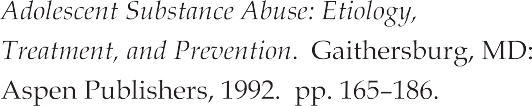 Adolescent Substance Abuse: Etiology,
Treatment, and Prevention. Gaithersburg, MD:
Aspen Publishers, 1992. pp. 165–186.